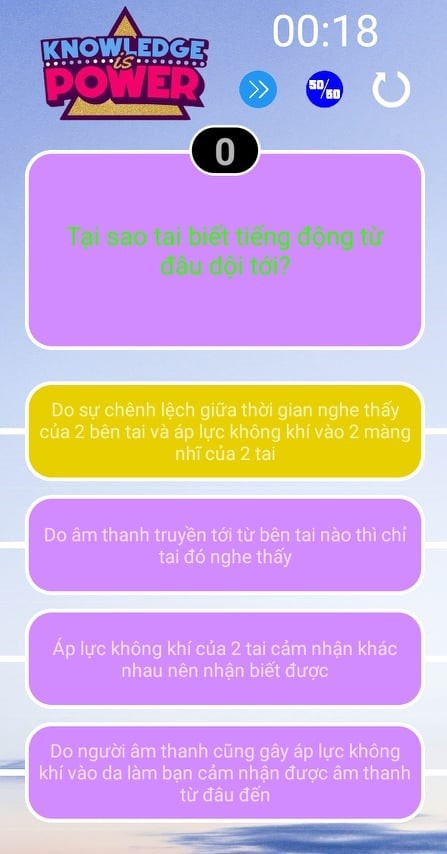 00:18
KNOWLEDGE
is
POWER
50/50
0
Tại sao tai biết tiếng động từ
đâu dội tới?
Do sự chênh lệch giữa thời gian nghe thấy
của 2 bên tai và áp lực không khí vào 2 màng
nhĩ của 2 tai
Do âm thanh truyền tới từ bên tai nào thì chỉ
tai đó nghe thấy
Áp lực không khí của 2 tai cảm nhận khác
nhau nên nhận biết được
Do người âm thanh cũng gây áp lực không
khí vào da làm bạn cảm nhận được âm thanh
từ đâu đến